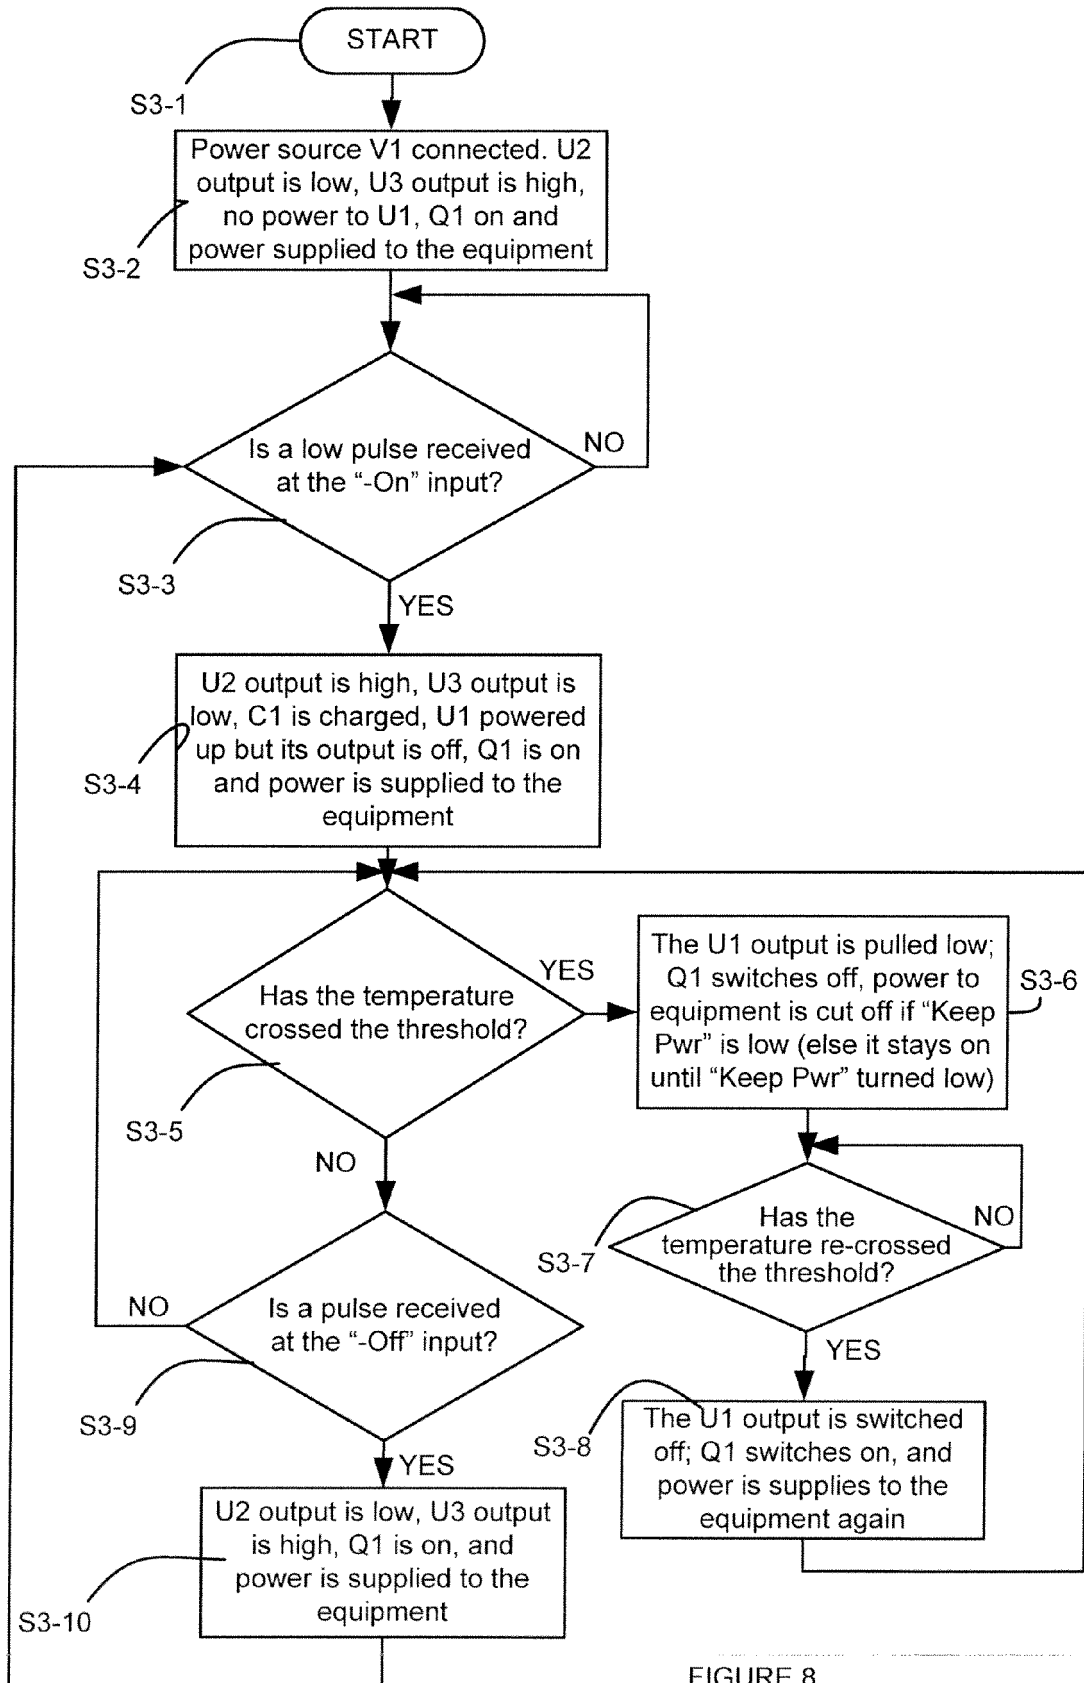 START
S3-1
Power source V1 connected. U2
output is low, U3 output is high,
no power to U1, Q1 on and
power supplied to the equipment
S3-2
Is a low pulse received
at the “-On” input?
NO
S3-3
YES
U2 output is high, U3 output is
low, C1 is charged, U1 powered
up but its output is off, Q1 is on
and power is supplied to the
equipment
S3-4
Has the temperature
crossed the threshold?
YES
S3-5
NO
The U1 output is pulled low;
Q1 switches off, power to
equipment is cut off if “Keep
Pwr” is low (else it stays on
until “Keep Pwr” turned low)
S3-6
Has the
temperature re-crossed
the threshold?
NO
S3-7
YES
Is a pulse received
at the “-Off” input?
NO
S3-9
YES
The U1 output is switched
off; Q1 switches on, and
power is supplies to the
equipment again
S3-8
U2 output is low, U3 output
is high, Q1 is on, and
power is supplied to the
equipment
S3-10
FIGURE 8